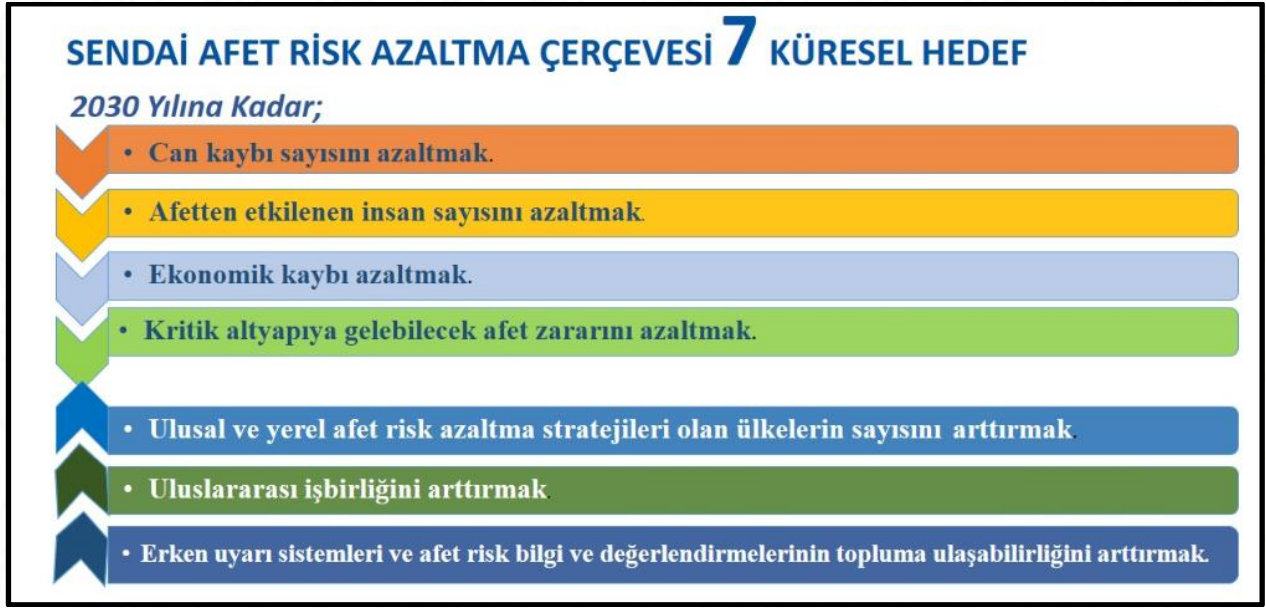 SENDAİ AFET RİSK AZALTMA ÇERÇEVESİ 7 KÜRESEL HEDEF
2030 Yılına Kadar;
• Can kaybı sayısını azaltmak.
• Afetten etkilenen insan sayısını azaltmak.
• Ekonomik kaybı azaltmak.
• Kritik altyapıya gelebilecek afet zararını azaltmak.
• Ulusal ve yerel afet risk azaltma stratejileri olan ülkelerin sayısını arttırmak.
• Uluslararası işbirliğini arttırmak.
• Erken uyarı sistemleri ve afet risk bilgi ve değerlendirmelerinin topluma ulaşabilirliğini arttırmak.